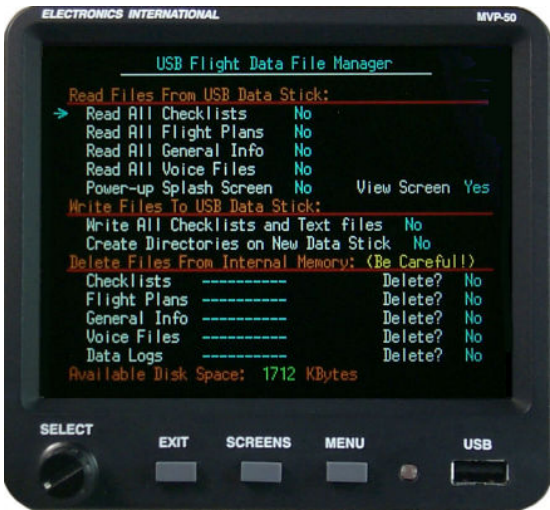 ELECTRONICS INTERNATIONAL MVP-50
USB Flight Data File Manager
Read Files From USB Data Stick:
Read All Checklists No
Read All Flight Plans No
Read All General Info No
Read All Voice Files No
Power-up Splash Screen No View Screen Yes
Write Files To USB Data Stick:
Write All Checklists and Text files No
Create Directories on New Data Stick No
Delete Files From Internal Memory: (Be Careful!)
Checklists ----------- Delete? No
Flight Plans ----------- Delete? No
General Info ----------- Delete? No
Voice Files ----------- Delete? No
Data Logs ----------- Delete? No
Available Disk Space: 1712 KBytes
SELECT EXIT SCREENS MENU USB